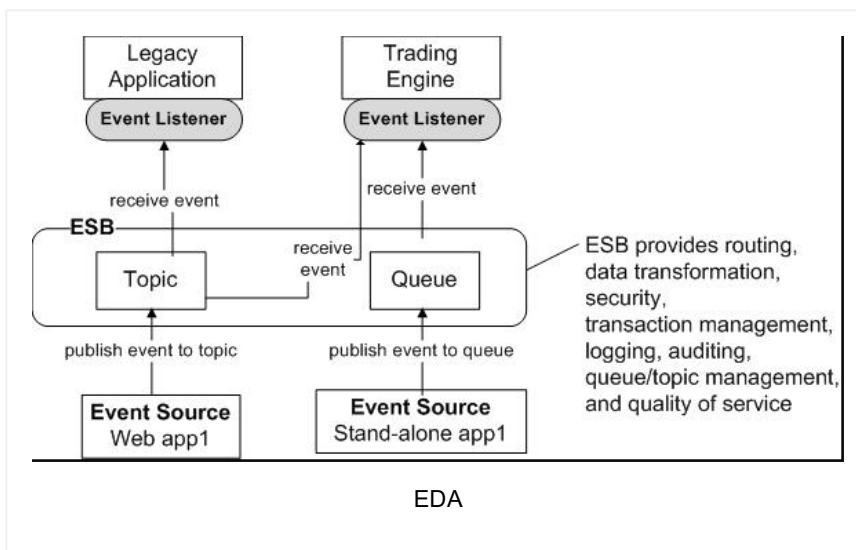 Legacy
Application
Event Listener
Trading
Engine
Event Listener
receive event
receive event
ESB
receive
event
Topic
Queue
publish event to topic
publish event to queue
Event Source
Web app1
Event Source
Stand-alone app1
ESB provides routing,
data transformation,
security,
transaction management,
logging, auditing,
queue/topic management,
and quality of service
EDA